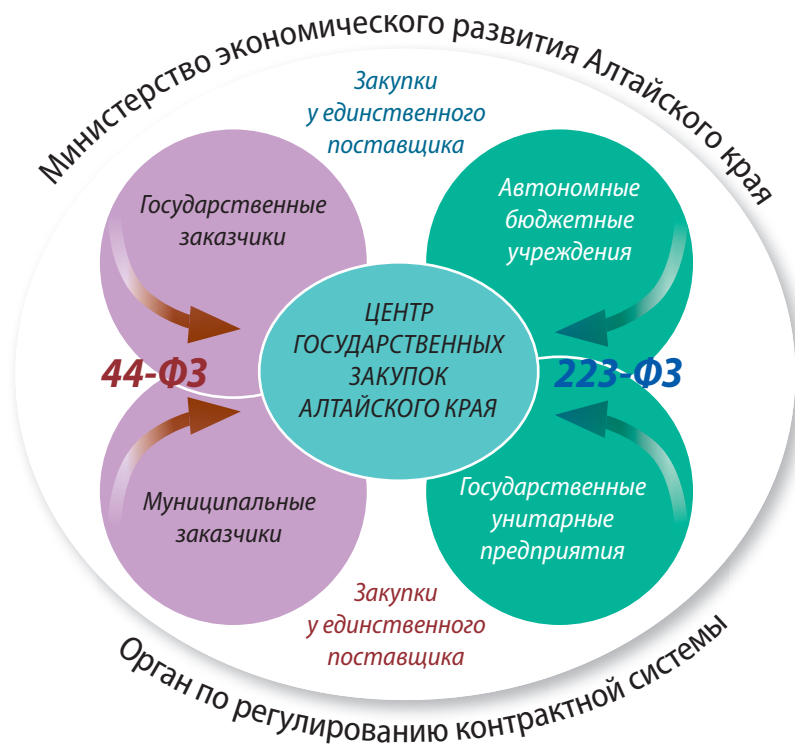 Министерство экономического развития Алтайского края
Закупки
у единственного
поставщика
Государственные
заказчики
Автономные
бюджетные
учреждения
ЦЕНТР
ГОСУДАРСТВЕННЫХ
ЗАКУПОК
АЛТАЙСКОГО КРАЯ
44-ФЗ
223-ФЗ
Муниципальные
заказчики
Государственные
унитарные
предприятия
Закупки
у единственного
поставщика
Орган по регулированию контрактной системы